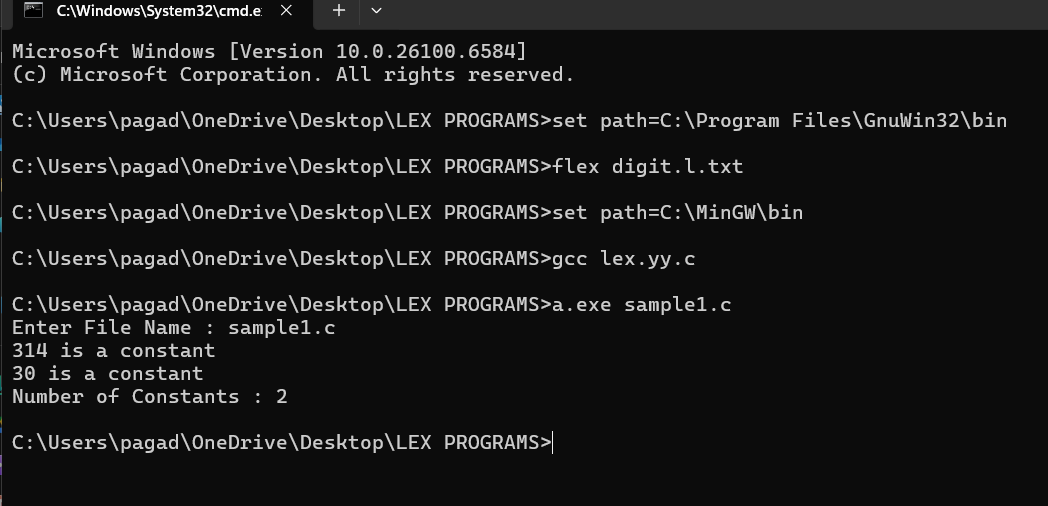 C:\Windows\System32\cmd.e
Microsoft Windows [Version 10.0.26100.6584]
(c) Microsoft Corporation. All rights reserved.
C:\Users\pagad\OneDrive\Desktop\LEX PROGRAMS>set path=C:\Program Files\GnuWin32\bin
C:\Users\pagad\OneDrive\Desktop\LEX PROGRAMS>flex digit.l.txt
C:\Users\pagad\OneDrive\Desktop\LEX PROGRAMS>set path=C:\MinGW\bin
C:\Users\pagad\OneDrive\Desktop\LEX PROGRAMS>gcc lex.yy.c
C:\Users\pagad\OneDrive\Desktop\LEX PROGRAMS>a.exe sample1.c
Enter File Name : sample1.c
314 is a constant
30 is a constant
Number of Constants : 2
C:\Users\pagad\OneDrive\Desktop\LEX PROGRAMS>